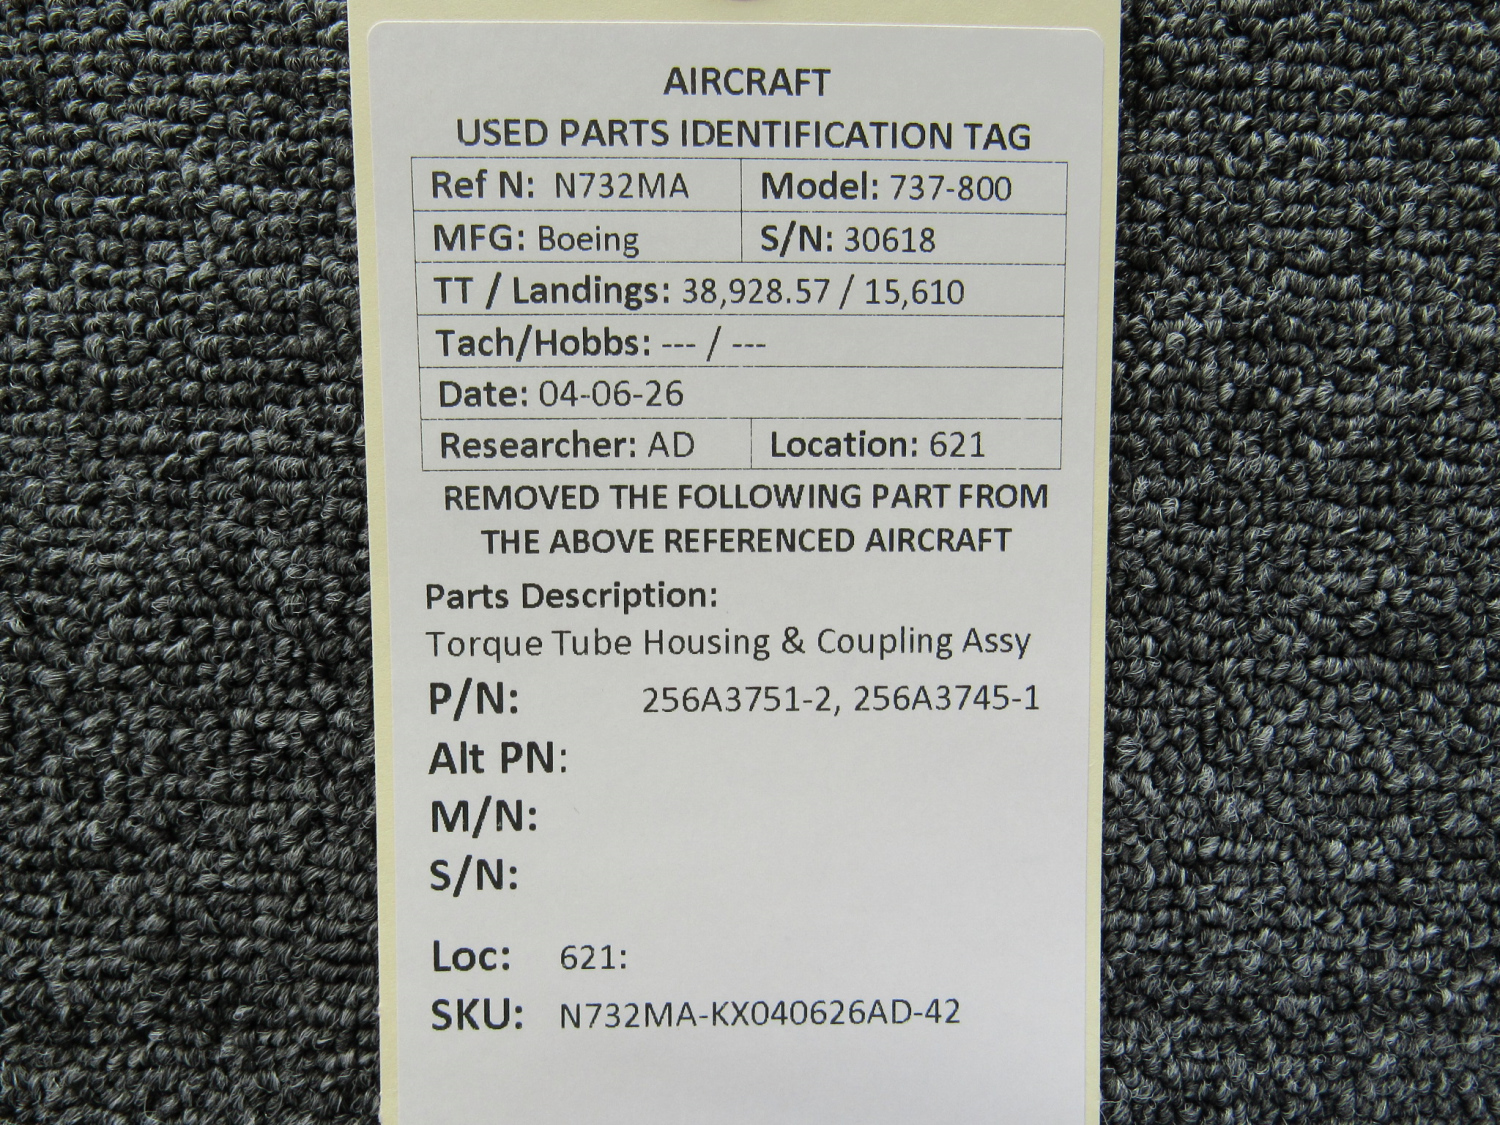 AIRCRAFT
USED PARTS IDENTIFICATION TAG
Ref N: N732MA Model: 737-800
MFG: Boeing S/N: 30618
TT / Landings: 38,928.57 / 15,610
Tach/Hobbs: --- / ---
Date: 04-06-26
Researcher: AD Location: 621
REMOVED THE FOLLOWING PART FROM
THE ABOVE REFERENCED AIRCRAFT
Parts Description:
Torque Tube Housing & Coupling Assy
P/N: 256A3751-2, 256A3745-1
Alt PN:
M/N:
S/N:
Loc: 621:
SKU: N732MA-KX040626AD-42